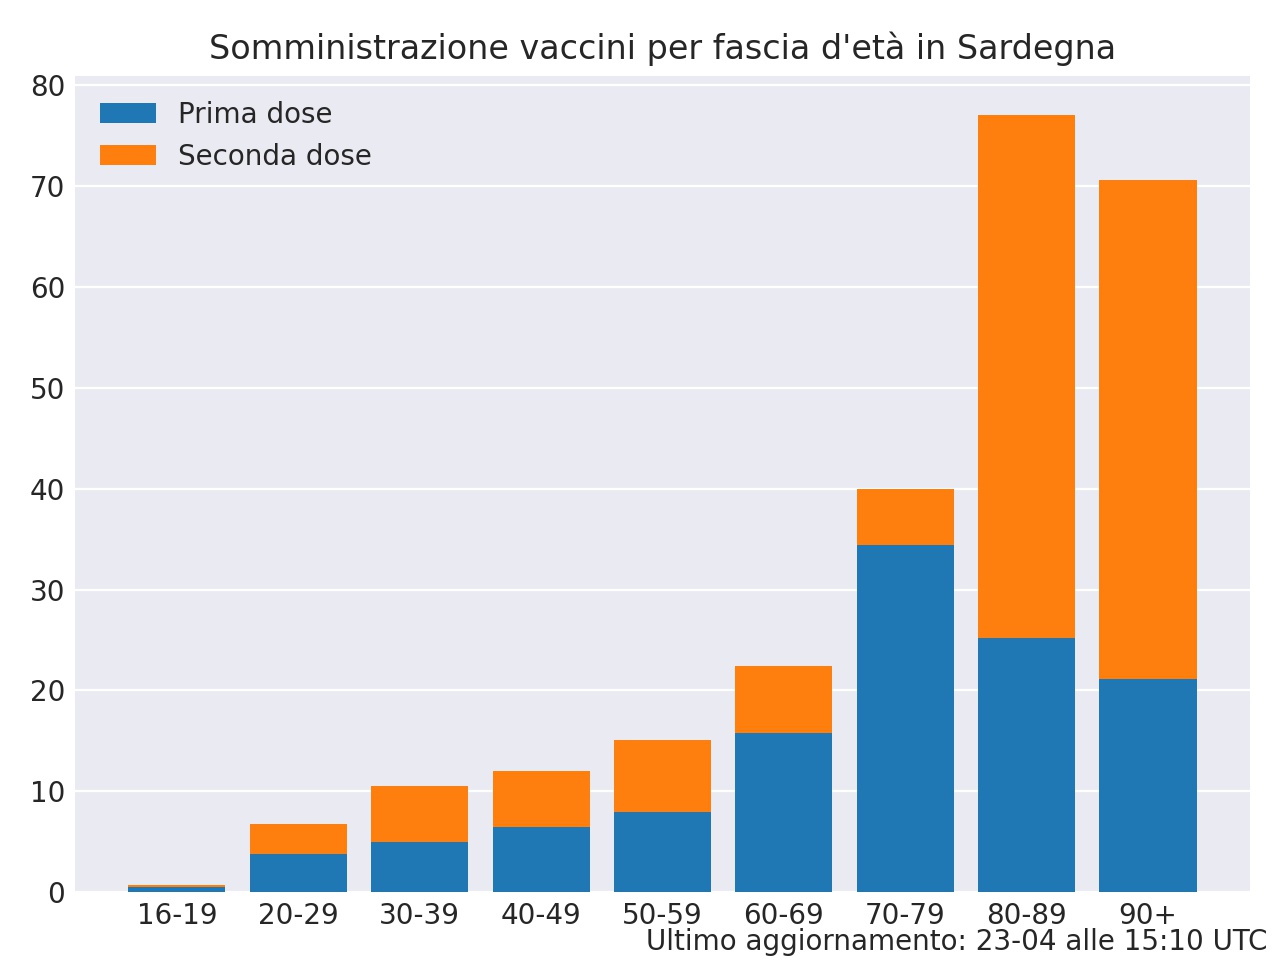 Somministrazione vaccini per fascia d'età in Sardegna
Prima dose
Seconda dose
80
70
60
50
40
30
20
10
0
16-19 20-29 30-39 40-49 50-59 60-69 70-79 80-89 90+
Ultimo aggiornamento: 23-04 alle 15:10 UTC